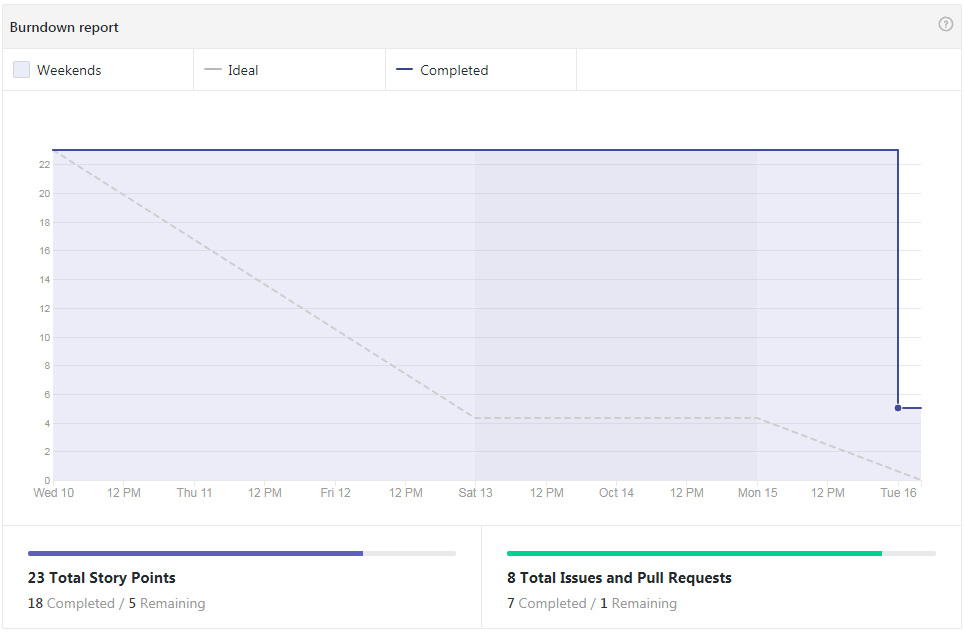 Burndown report
?
Weekends
Ideal
Completed
22
20
18
16
14
12
10
8
6
4
2
0
Wed 10 12 PM Thu 11 12 PM Fri 12 12 PM Sat 13 12 PM Oct 14 12 PM Mon 15 12 PM Tue 16
23 Total Story Points
18 Completed / 5 Remaining
8 Total Issues and Pull Requests
7 Completed / 1 Remaining